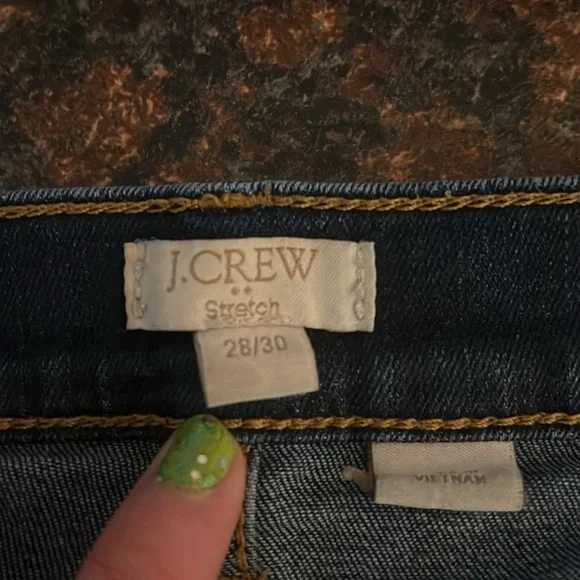 J.CREW
Stretch
28/30
VIETNAM